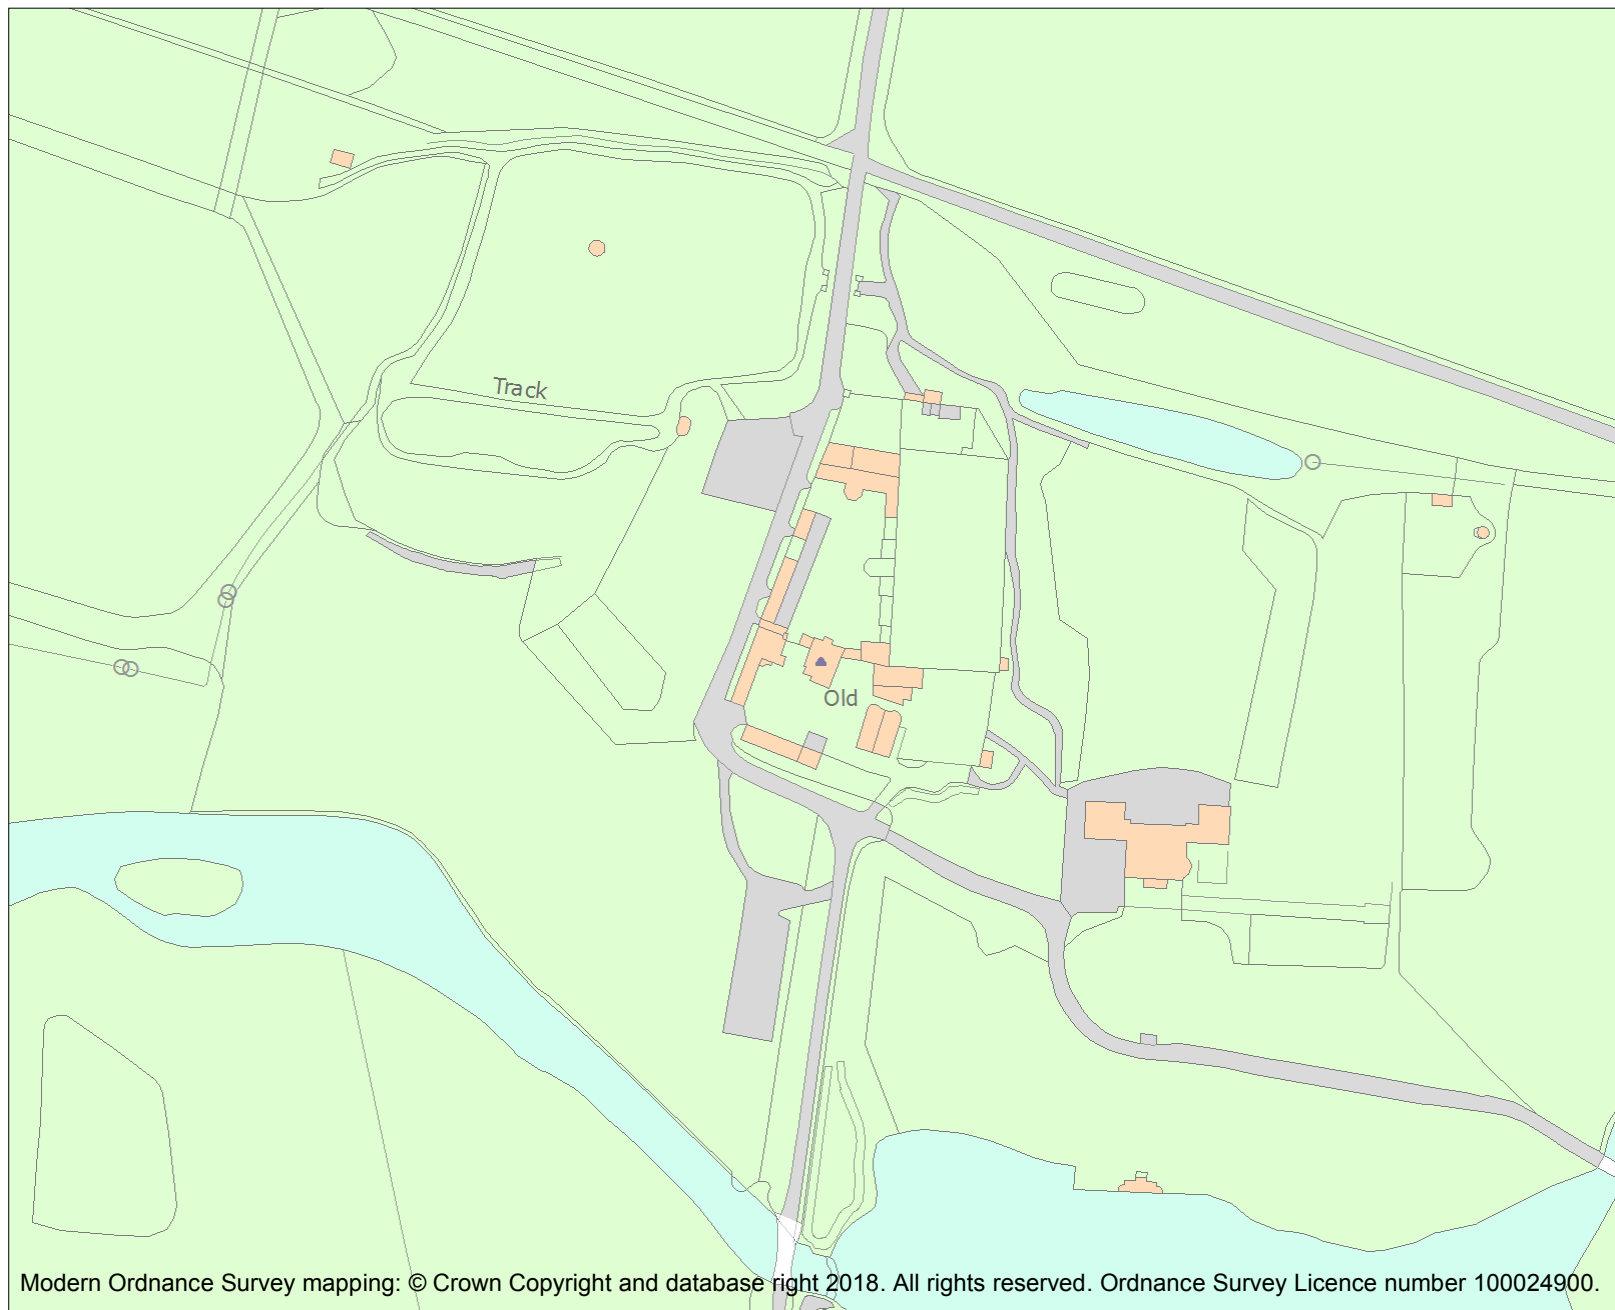 Track
Old
Modern Ordnance Survey mapping: © Crown Copyright and database right 2018. All rights reserved. Ordnance Survey Licence number 100024900.